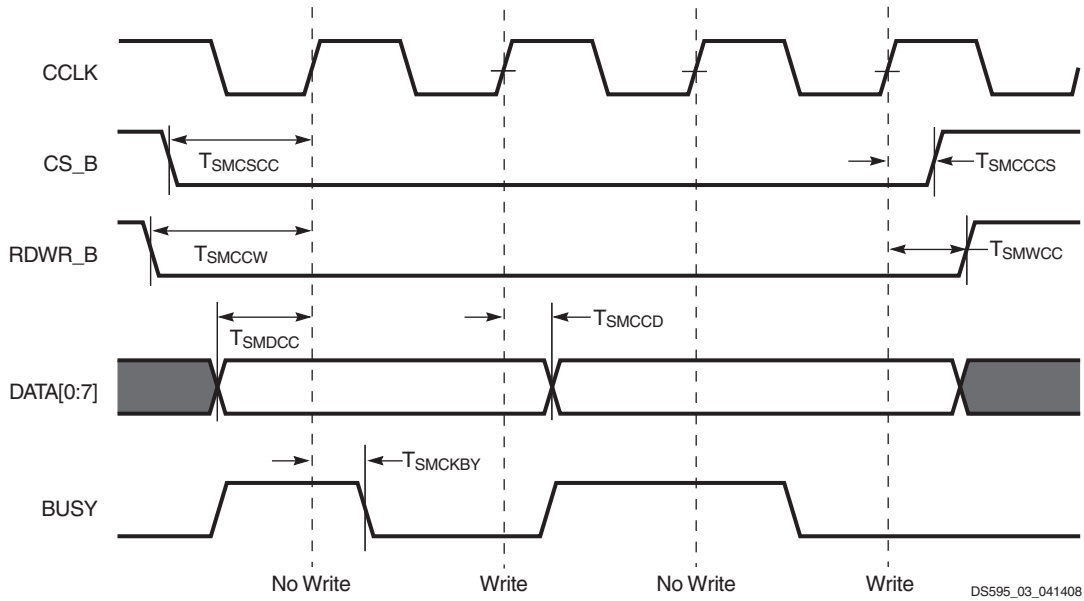 CCLK
CS_B
TSMCSCC
TSMCCCS
RDWR_B
TSMCCW
TSMWCC
TSMDCC
TSMCCD
DATA[0:7]
TSMCKBY
BUSY
No Write
Write
No Write
Write
DS595_03_041408